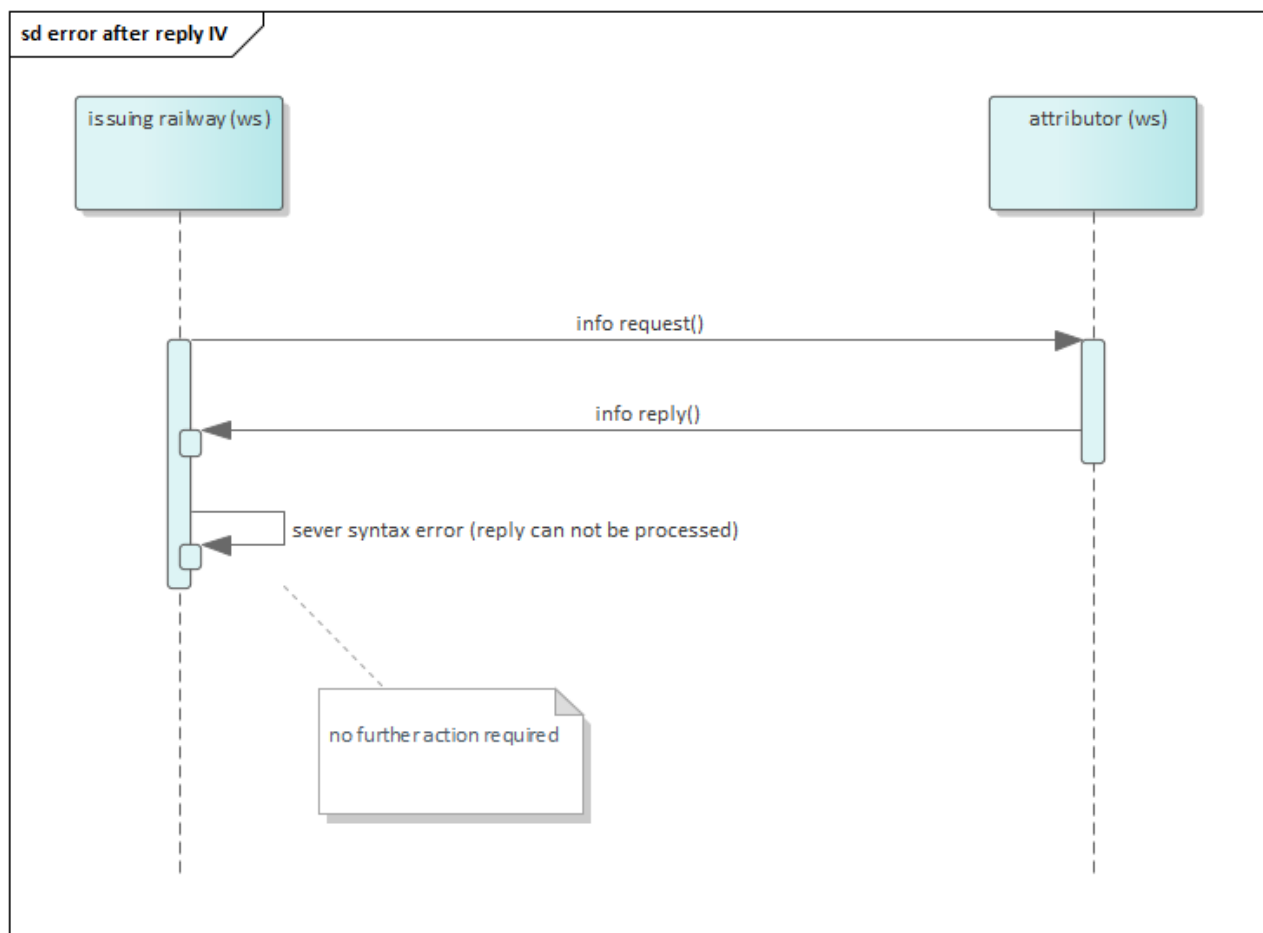 sd error after reply IV
issuing railway (ws)
attributor (ws)
info request()
info reply()
sever syntax error (reply can not be processed)
no further action required